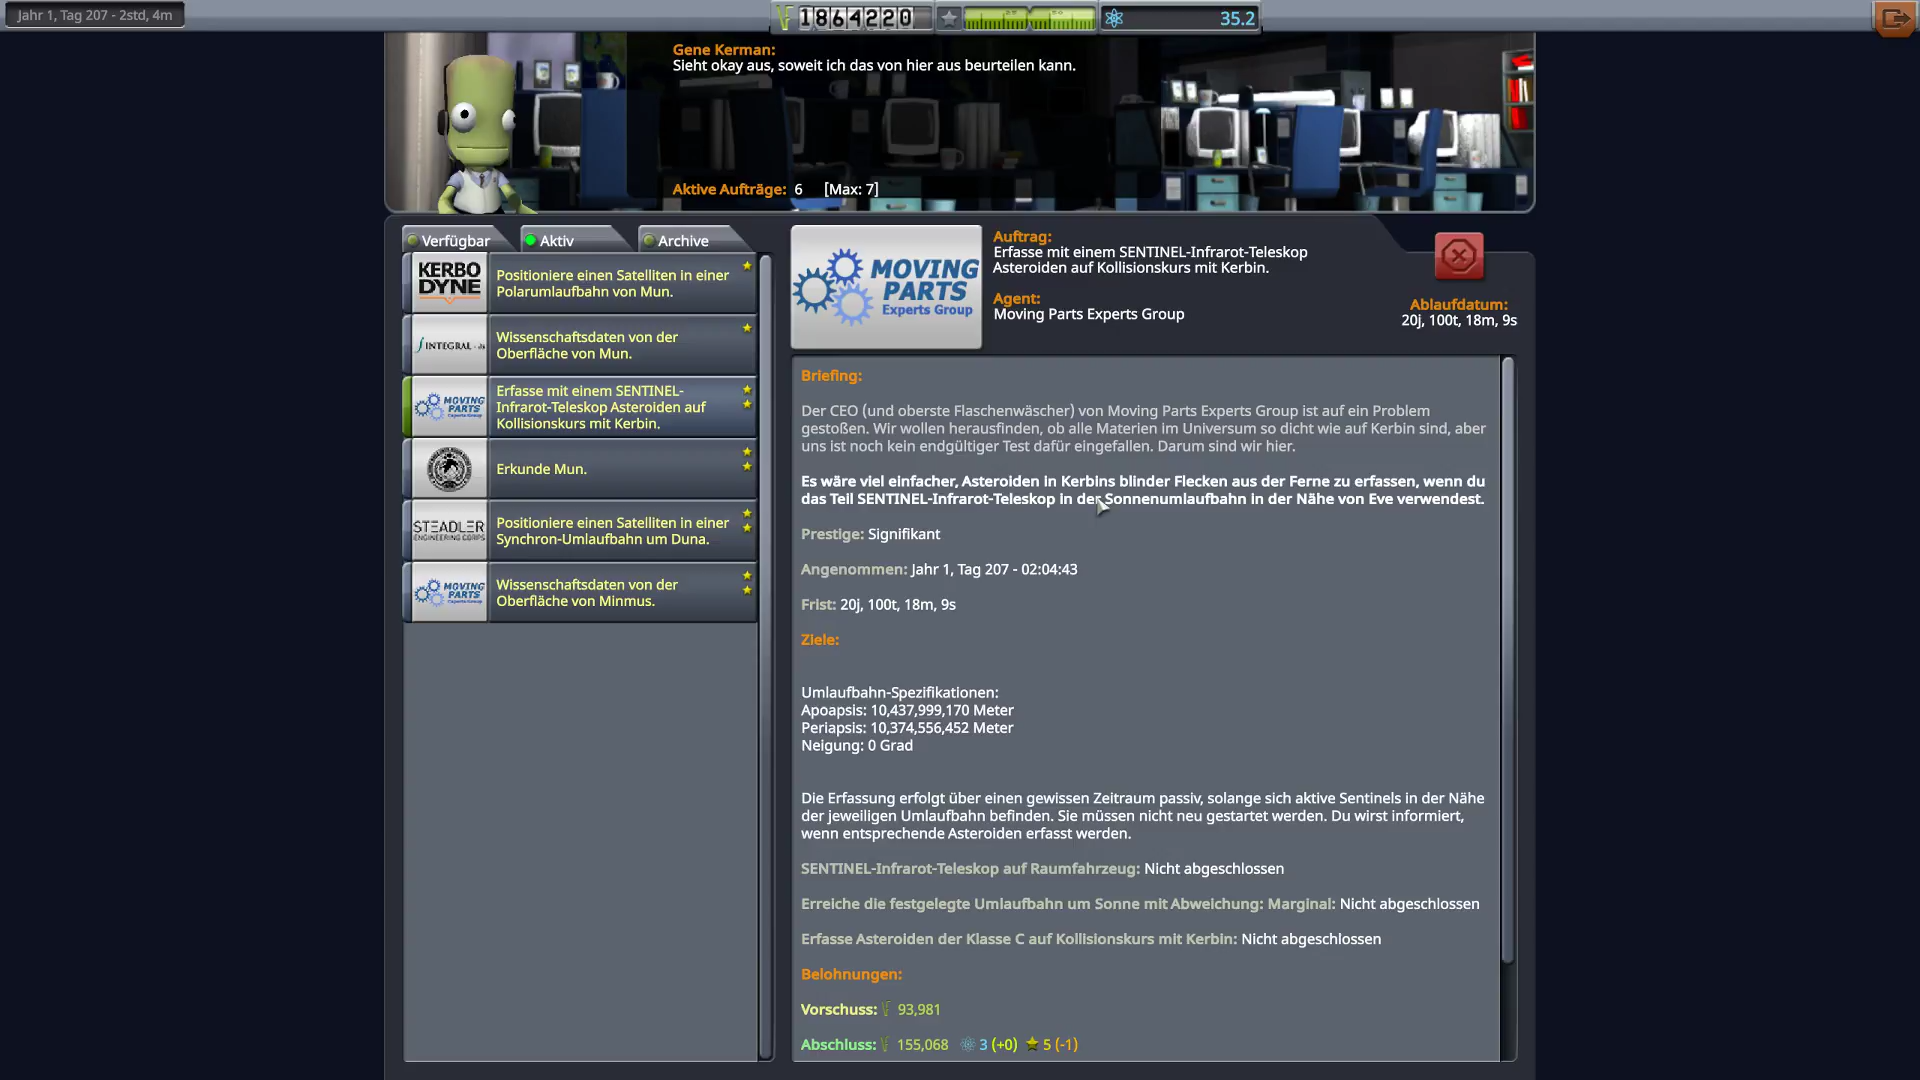 Jahr 1, Tag 207 - 2std, 4m
1864220
35.2
Gene Kerman:
Sieht okay aus, soweit ich das von hier aus beurteilen kann.
Aktive Aufträge: 6 [Max: 7]
Verfügbar
Aktiv
Archive
KERBO
DYNE
Positioniere einen Satelliten in einer
Polarumlaufbahn von Mun.
INTEGRAL
Wissenschaftsdaten von der
Oberfläche von Mun.
MOVING
PARTS
Experts Group
Erfasse mit einem SENTINEL-
Infrarot-Teleskop Asteroiden auf
Kollisionskurs mit Kerbin.
Erkunde Mun.
STEADLER
ENGINEERING CORPS
Positioniere einen Satelliten in einer
Synchron-Umlaufbahn um Duna.
MOVING
PARTS
Experts Group
Wissenschaftsdaten von der
Oberfläche von Minmus.
MOVING
PARTS
Experts Group
Auftrag:
Erfasse mit einem SENTINEL-Infrarot-Teleskop
Asteroiden auf Kollisionskurs mit Kerbin.
Agent:
Moving Parts Experts Group
Ablaufdatum:
20j, 100t, 18m, 9s
Briefing:
Der CEO (und oberste Flaschenwäscher) von Moving Parts Experts Group ist auf ein Problem
gestoßen. Wir wollen herausfinden, ob alle Materien im Universum so dicht wie auf Kerbin sind, aber
uns ist noch kein endgültiger Test dafür eingefallen. Darum sind wir hier.
Es wäre viel einfacher, Asteroiden in Kerbins blinder Flecken aus der Ferne zu erfassen, wenn du
das Teil SENTINEL-Infrarot-Teleskop in der Sonnenumlaufbahn in der Nähe von Eve verwendest.
Prestige: Signifikant
Angenommen: Jahr 1, Tag 207 - 02:04:43
Frist: 20j, 100t, 18m, 9s
Ziele:
Umlaufbahn-Spezifikationen:
Apoapsis: 10,437,999,170 Meter
Periapsis: 10,374,556,452 Meter
Neigung: 0 Grad
Die Erfassung erfolgt über einen gewissen Zeitraum passiv, solange sich aktive Sentinels in der Nähe
der jeweiligen Umlaufbahn befinden. Sie müssen nicht neu gestartet werden. Du wirst informiert,
wenn entsprechende Asteroiden erfasst werden.
SENTINEL-Infrarot-Teleskop auf Raumfahrzeug: Nicht abgeschlossen
Erreiche die festgelegte Umlaufbahn um Sonne mit Abweichung: Marginal: Nicht abgeschlossen
Erfasse Asteroiden der Klasse C auf Kollisionskurs mit Kerbin: Nicht abgeschlossen
Belohnungen:
Vorschuss: 93,981
Abschluss: 155,068 3 (+0) 5 (-1)